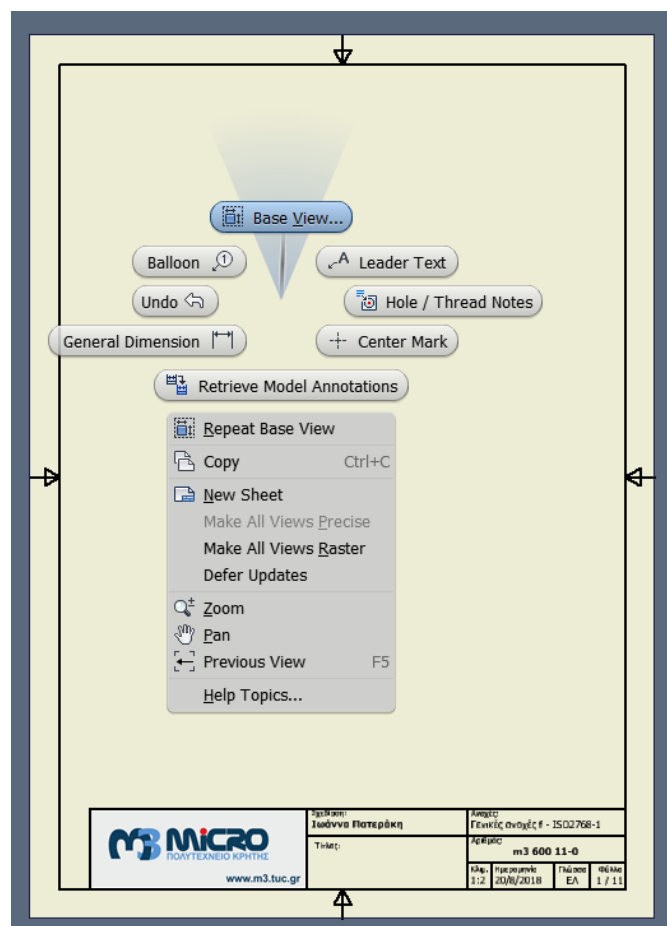 Base View...
Balloon
Leader Text
Undo
Hole / Thread Notes
General Dimension
Center Mark
Retrieve Model Annotations
Repeat Base View
Copy Ctrl+C
New Sheet
Make All Views Precise
Make All Views Raster
Defer Updates
Zoom
Pan
Previous View F5
Help Topics...
m3 MiCRO
ΠΟΛΥΤΕΧΝΕΙΟ ΚΡΗΤΗΣ
www.m3.tuc.gr
Σχεδίαση:
Ιωάννα Πατεράκη
Τίτλος:
Ανοχές:
Γενικές ανοχές f - ISO2768-1
Αριθμός:
m3 600 11-0
Κλιμ. Ημερομηνία Γλώσσα Φύλλο
1:2 20/8/2018 ΕΛ 1 / 11